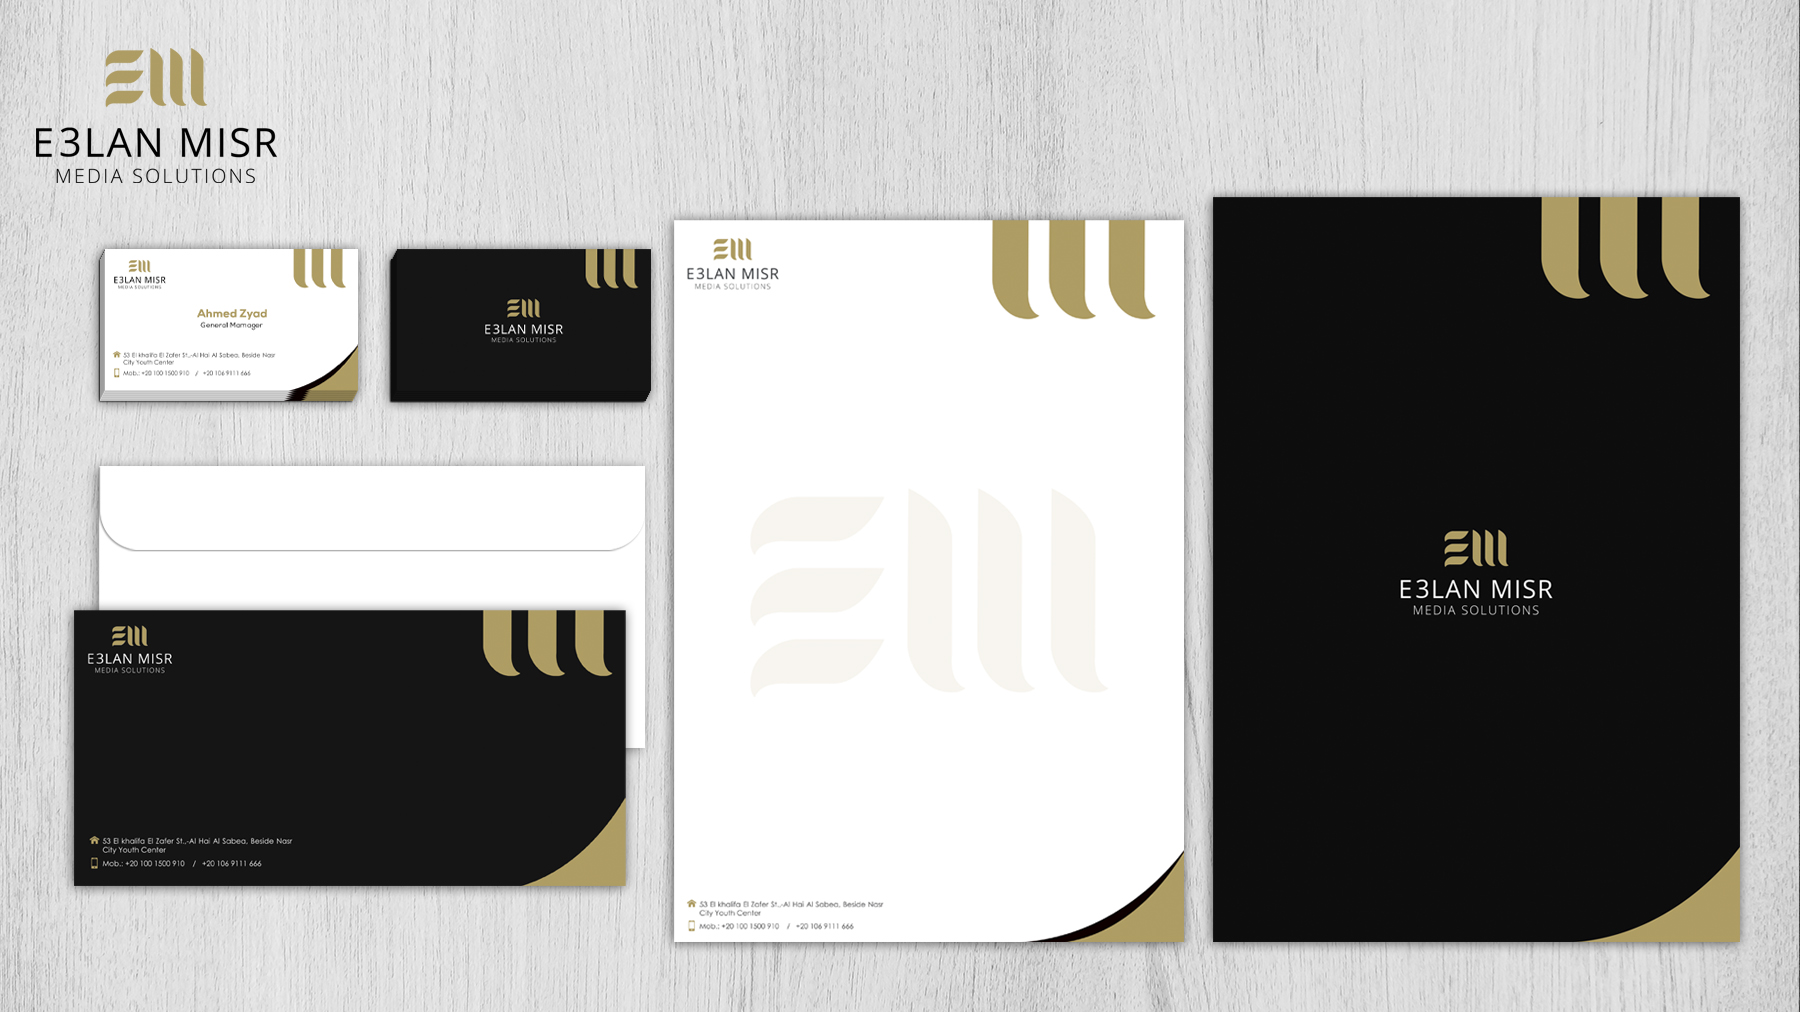 E3LAN MISR
MEDIA SOLUTIONS
E3LAN MISR
MEDIA SOLUTIONS
Ahmed Zyad
General Mamager
53 El khalifa El Zafer St.,-Al Hai Al Sabea, Beside Nasr
City Youth Center
Mob.: +20 100 1500 910 / +20 106 9111 666
E3LAN MISR
MEDIA SOLUTIONS
E3LAN MISR
MEDIA SOLUTIONS
53 El khalifa El Zafer St.,-Al Hai Al Sabea, Beside Nasr
City Youth Center
Mob.: +20 100 1500 910 / +20 106 9111 666
E3LAN MISR
MEDIA SOLUTIONS
53 El khalifa El Zafer St.,-Al Hai Al Sabea, Beside Nasr
City Youth Center
Mob.: +20 100 1500 910 / +20 106 9111 666
E3LAN MISR
MEDIA SOLUTIONS